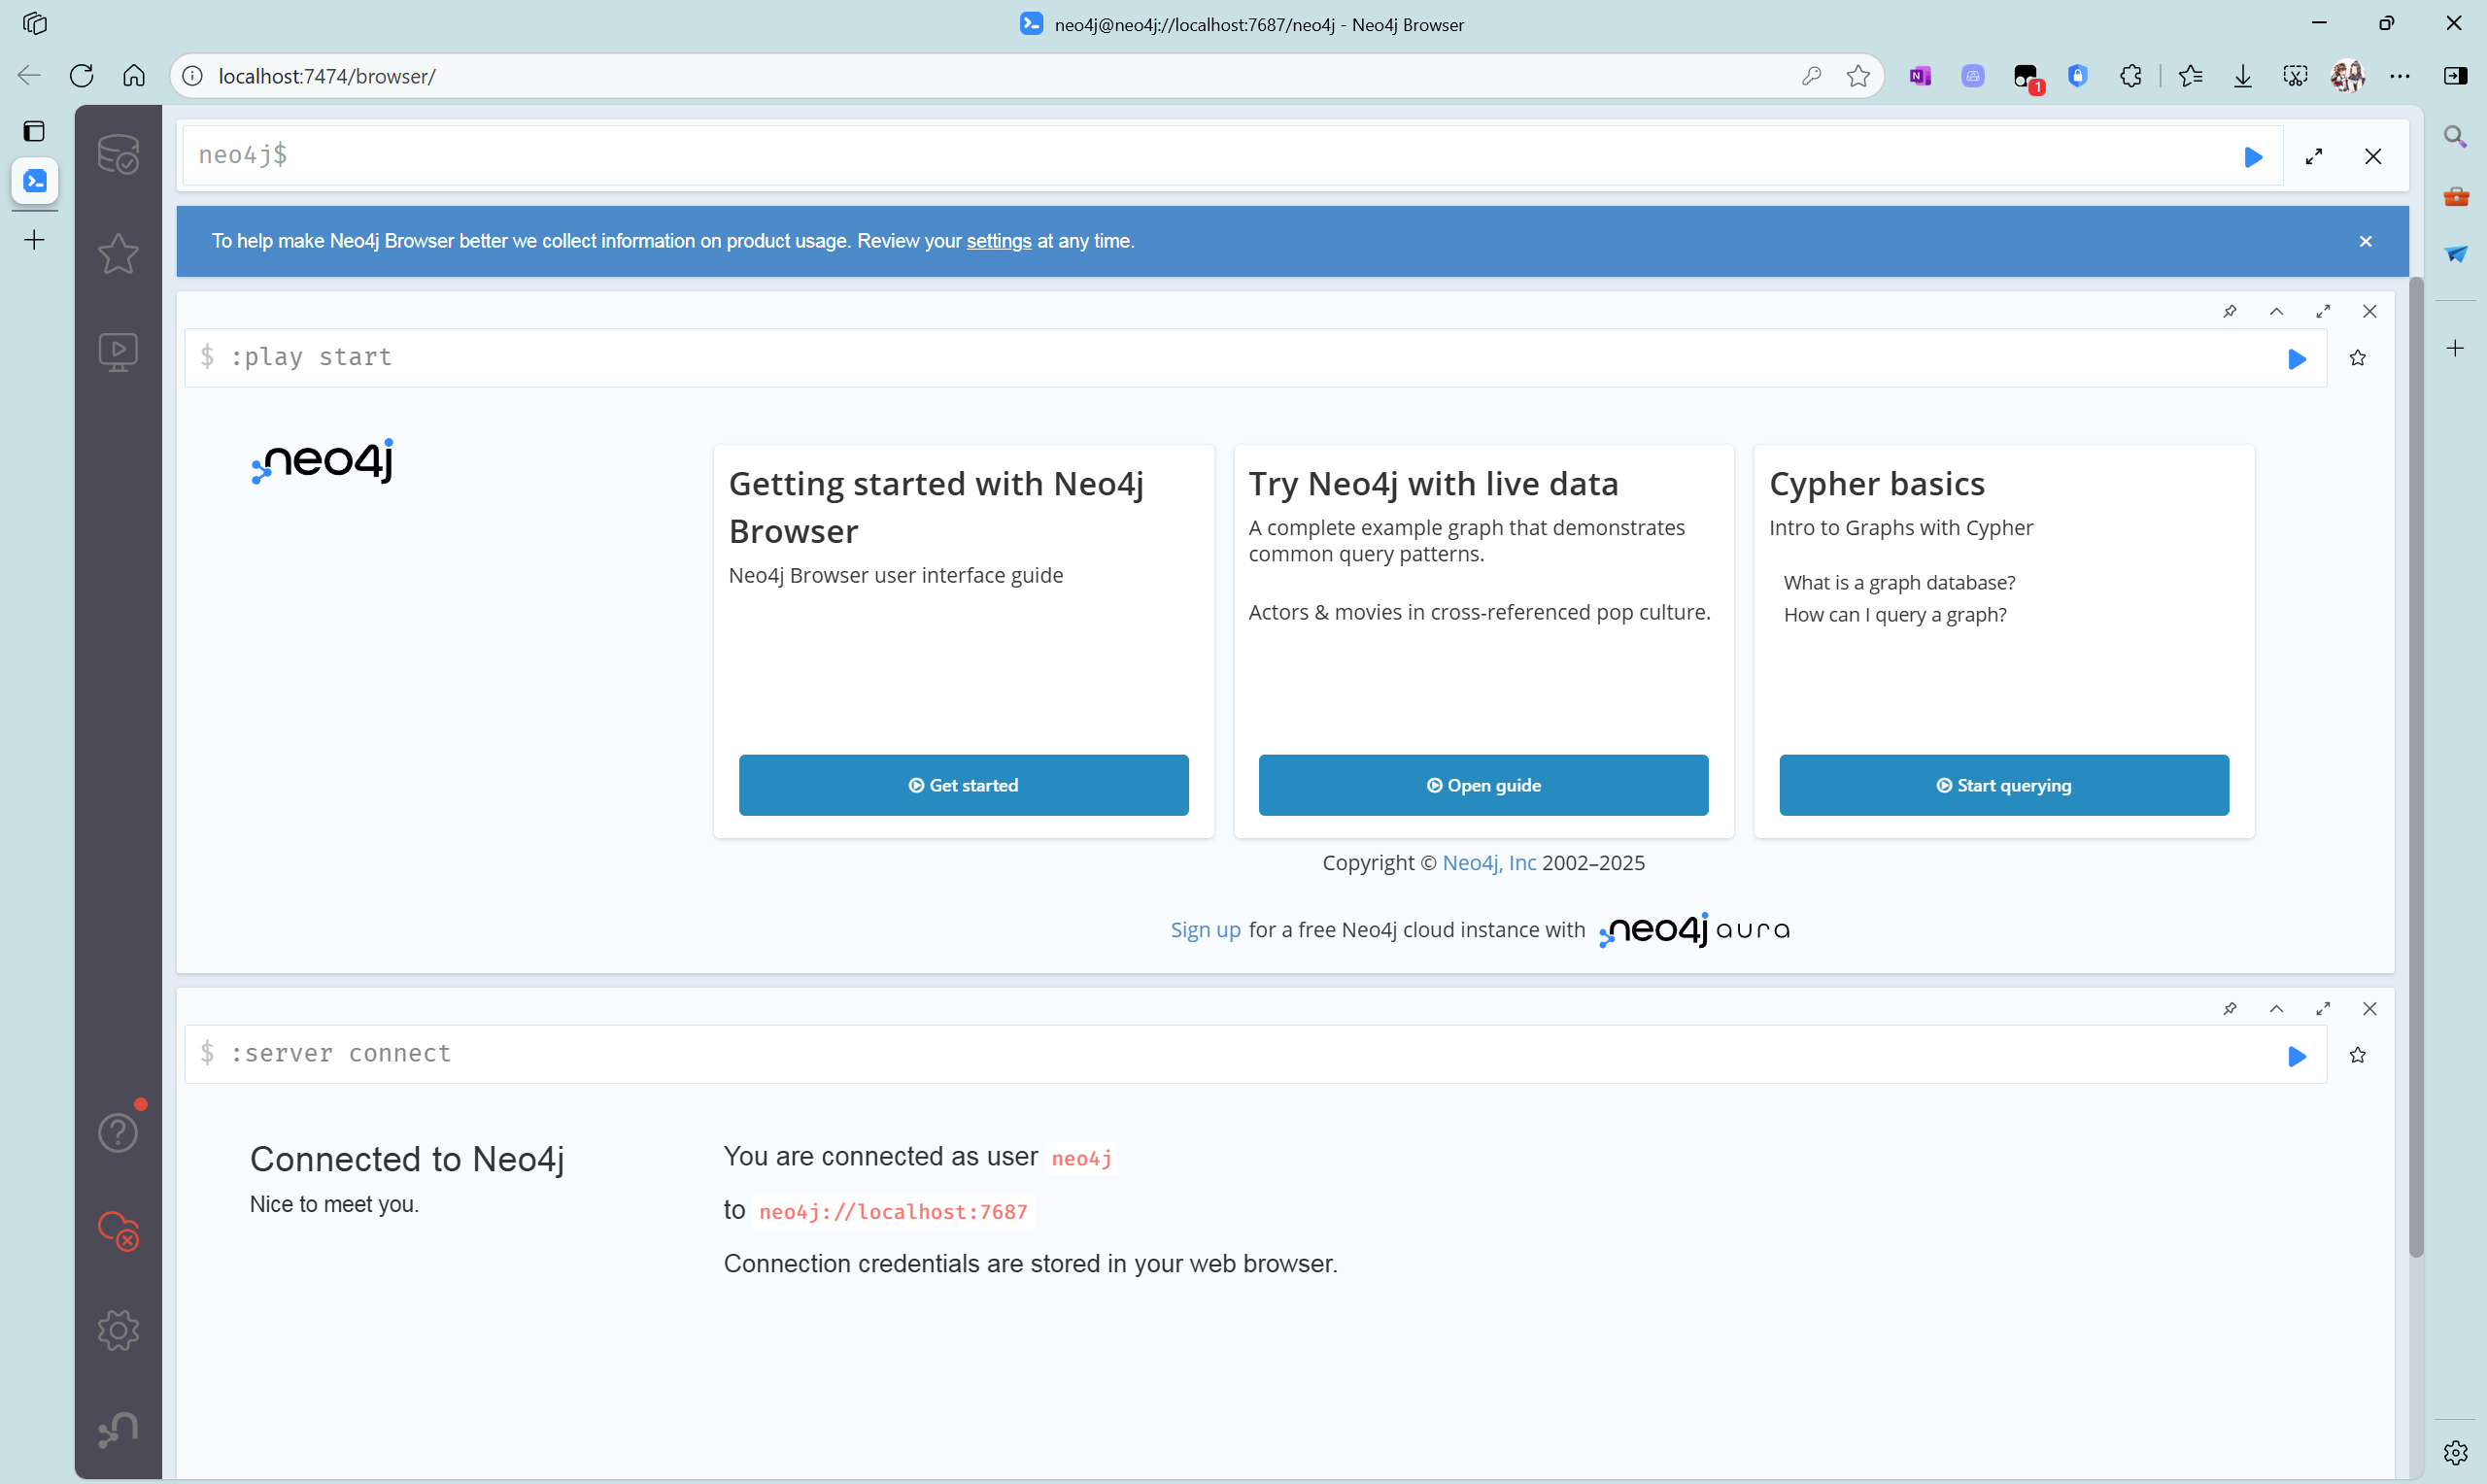 neo4j@neo4j://localhost:7687/neo4j - Neo4j Browser
localhost:7474/browser/
1
neo4j$
To help make Neo4j Browser better we collect information on product usage. Review your settings at any time.
$ :play start
neo4j
Getting started with Neo4j
Browser
Neo4j Browser user interface guide
Get started
Try Neo4j with live data
A complete example graph that demonstrates
common query patterns.
Actors & movies in cross-referenced pop culture.
Open guide
Cypher basics
Intro to Graphs with Cypher
What is a graph database?
How can I query a graph?
Start querying
Copyright © Neo4j, Inc 2002–2025
Sign up for a free Neo4j cloud instance with neo4j aura
$ :server connect
Connected to Neo4j
Nice to meet you.
You are connected as user neo4j
to neo4j://localhost:7687
Connection credentials are stored in your web browser.